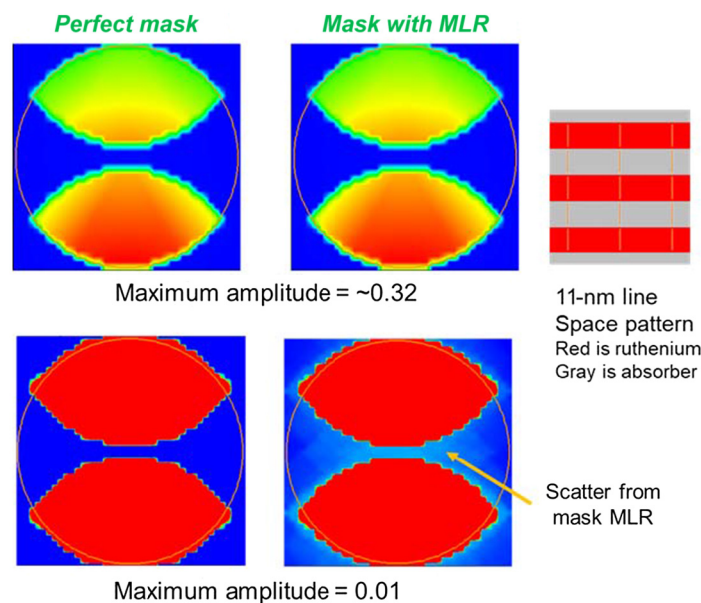 Perfect mask
Mask with MLR
Maximum amplitude = ~0.32
11-nm line
Space pattern
Red is ruthenium
Gray is absorber
Scatter from
mask MLR
Maximum amplitude = 0.01